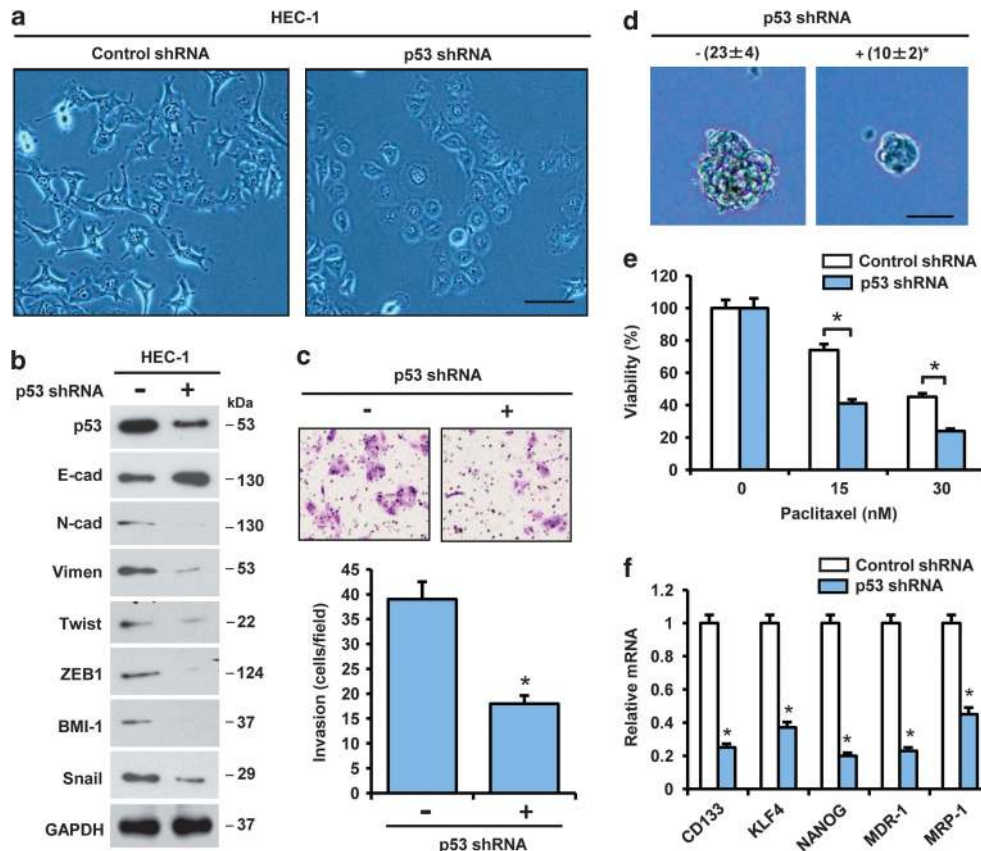 a
HEC-1
Control shRNA
p53 shRNA
b
HEC-1
p53 shRNA
- +
kDa
p53
– 53
E-cad
– 130
N-cad
– 130
Vimen
– 53
Twist
– 22
ZEB1
– 124
BMI-1
– 37
Snail
– 29
GAPDH
– 37
c
p53 shRNA
- +
Invasion (cells/field)
45
40
35
30
25
20
15
10
5
0
*
- +
p53 shRNA
d
p53 shRNA
- (23±4)
+ (10±2)*
e
Control shRNA
p53 shRNA
Viability (%)
120
100
80
60
40
20
0
*
*
0 15 30
Paclitaxel (nM)
f
Control shRNA
p53 shRNA
Relative mRNA
1.2
1
0.8
0.6
0.4
0.2
0
* * * * *
CD133
KLF4
NANOG
MDR-1
MRP-1